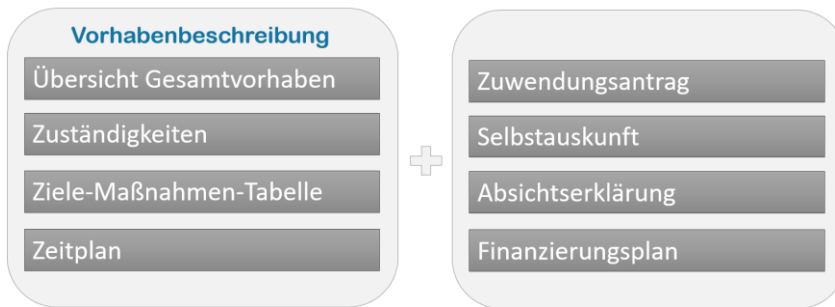 Vorhabenbeschreibung
Übersicht Gesamtvorhaben
Zuständigkeiten
Ziele-Maßnahmen-Tabelle
Zeitplan
Zuwendungsantrag
Selbstauskunft
Absichtserklärung
Finanzierungsplan